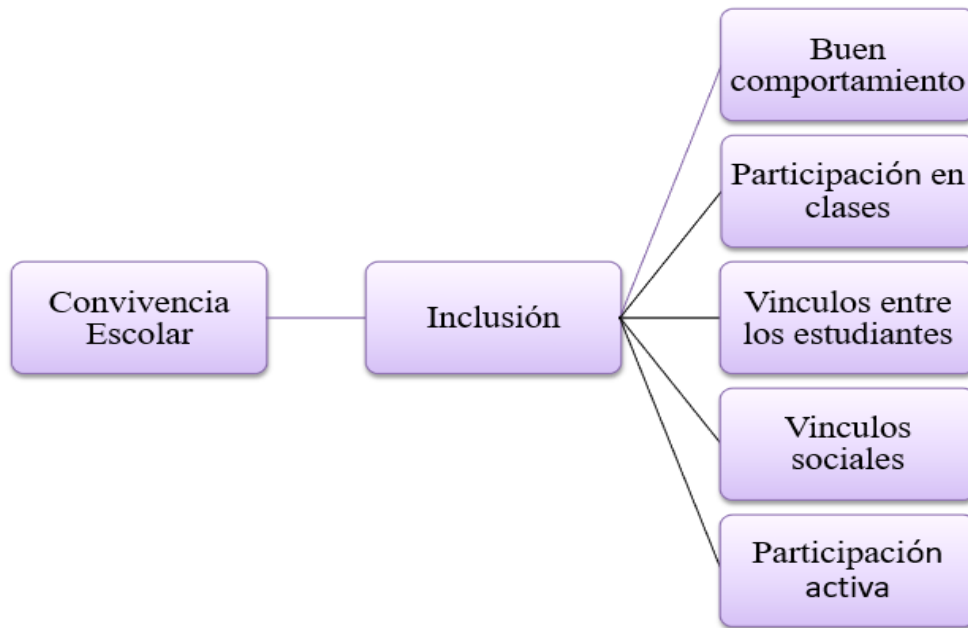 Buen
comportamiento
Participación en
clases
Convivencia
Escolar
Inclusión
Vinculos entre
los estudiantes
Vinculos
sociales
Participación
activa